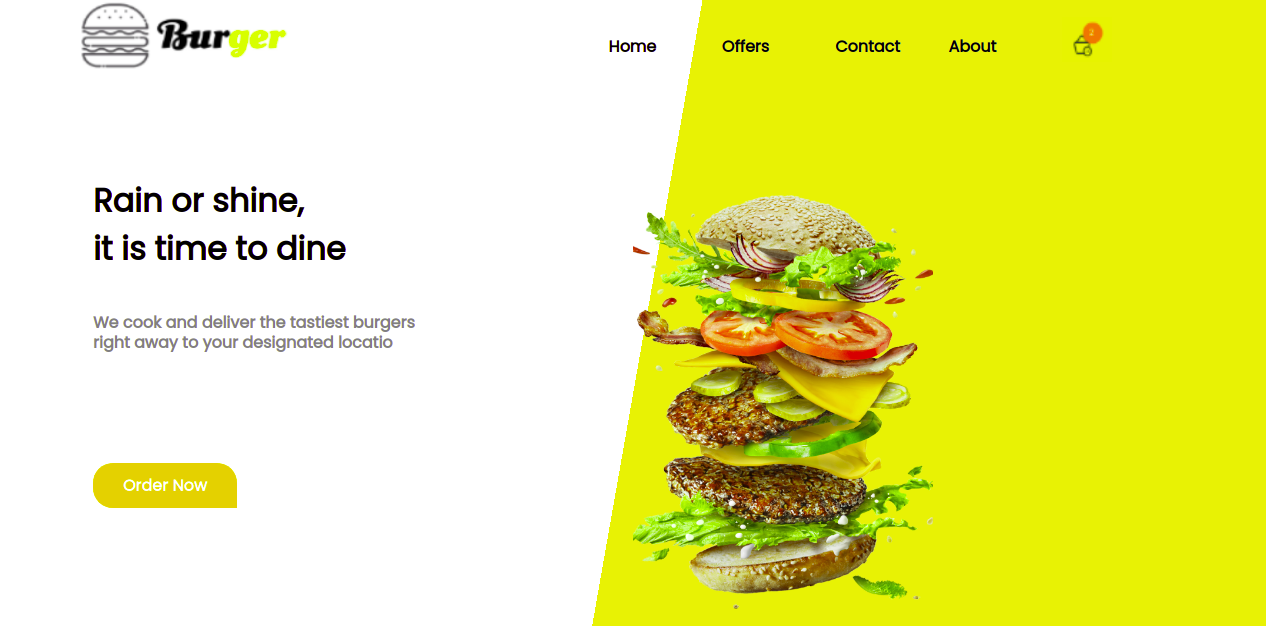 Burger
Home Offers Contact About 2
Rain or shine,
it is time to dine
We cook and deliver the tastiest burgers
right away to your designated locatio
Order Now